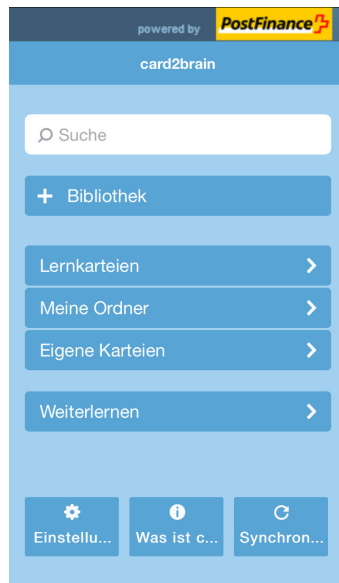 powered by PostFinance
card2brain
Suche
Bibliothek
Lernkarteien
Meine Ordner
Eigene Karteien
Weiterlernen
Einstellu... Was ist c... Synchron...